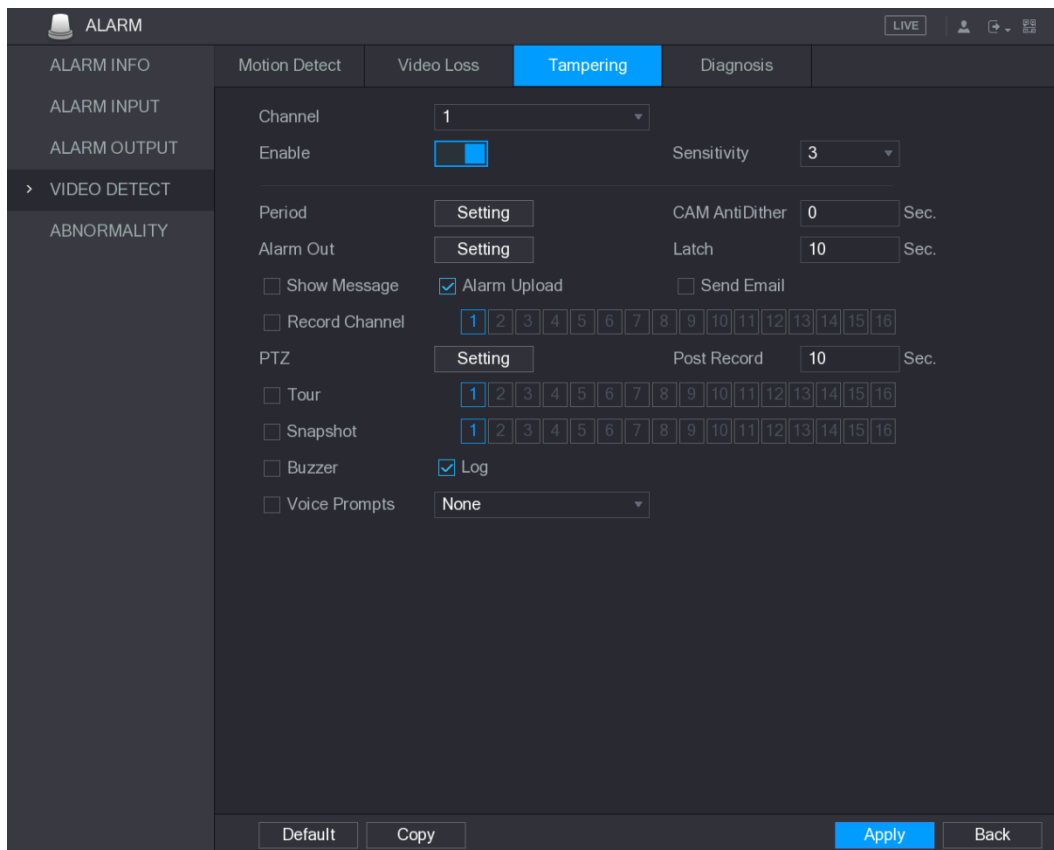 ALARM
LIVE
ALARM INFO
ALARM INPUT
ALARM OUTPUT
VIDEO DETECT
ABNORMALITY
Motion Detect Video Loss Tampering Diagnosis
Channel 1
Enable Sensitivity 3
Period Setting CAM AntiDither 0 Sec.
Alarm Out Setting Latch 10 Sec.
Show Message Alarm Upload Send Email
Record Channel 1 2 3 4 5 6 7 8 9 10 11 12 13 14 15 16
PTZ Setting Post Record 10 Sec.
Tour 1 2 3 4 5 6 7 8 9 10 11 12 13 14 15 16
Snapshot 1 2 3 4 5 6 7 8 9 10 11 12 13 14 15 16
Buzzer Log
Voice Prompts None
Default Copy Apply Back